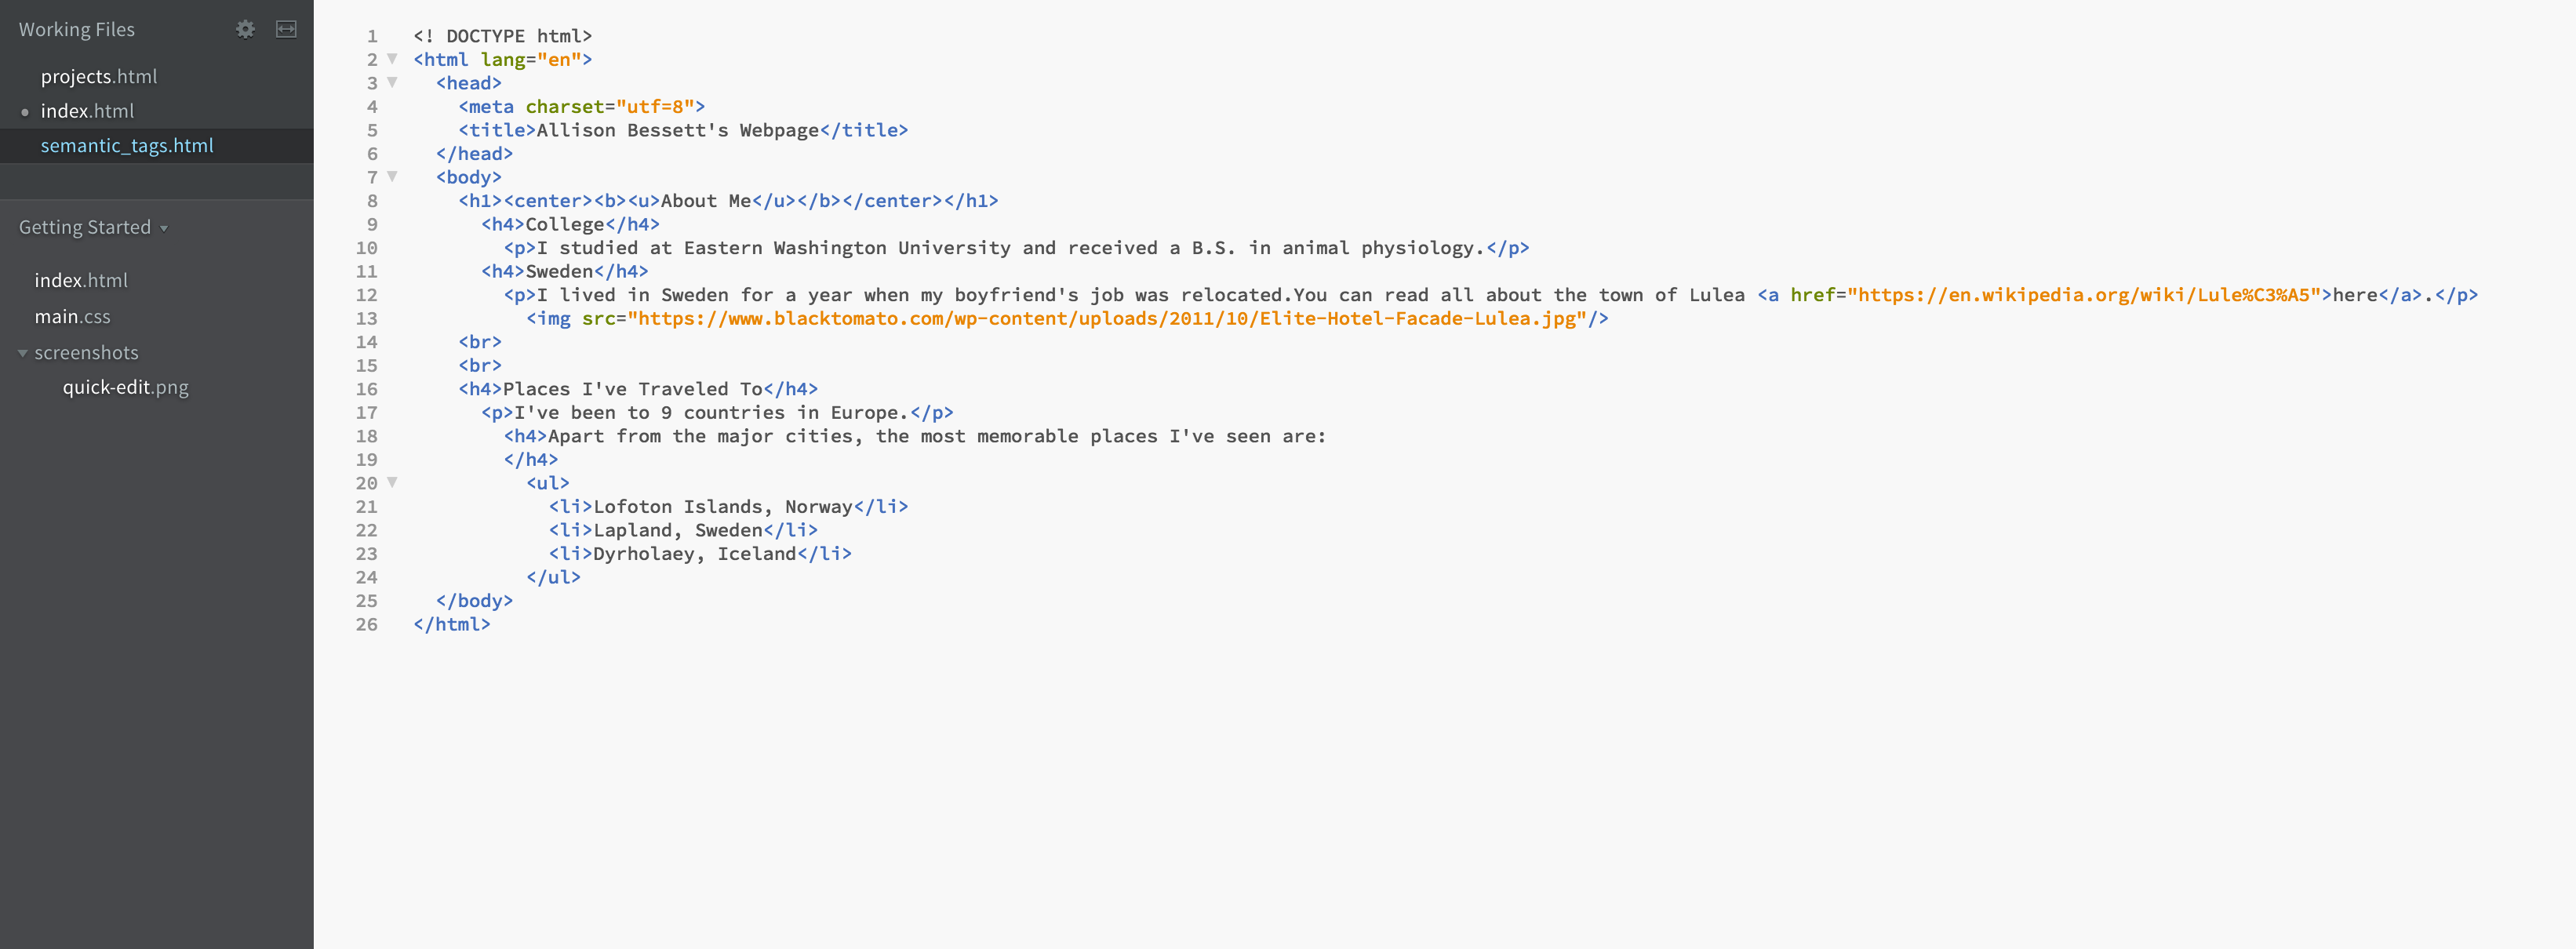 Working Files
projects.html
index.html
semantic_tags.html
Getting Started
index.html
main.css
screenshots
quick-edit.png
1 <! DOCTYPE html>
2 <html lang="en">
3 <head>
4 <meta charset="utf=8">
5 <title>Allison Bessett's Webpage</title>
6 </head>
7 <body>
8 <h1><center><b><u>About Me</u></b></center></h1>
9 <h4>College</h4>
10 <p>I studied at Eastern Washington University and received a B.S. in animal physiology.</p>
11 <h4>Sweden</h4>
12 <p>I lived in Sweden for a year when my boyfriend's job was relocated.You can read all about the town of Lulea <a href="https://en.wikipedia.org/wiki/Lule%C3%A5">here</a>.</p>
13 <img src="https://www.blacktomato.com/wp-content/uploads/2011/10/Elite-Hotel-Facade-Lulea.jpg"/>
14 <br>
15 <br>
16 <h4>Places I've Traveled To</h4>
17 <p>I've been to 9 countries in Europe.</p>
18 <h4>Apart from the major cities, the most memorable places I've seen are:
19 </h4>
20 <ul>
21 <li>Lofoton Islands, Norway</li>
22 <li>Lapland, Sweden</li>
23 <li>Dyrholaey, Iceland</li>
24 </ul>
25 </body>
26 </html>